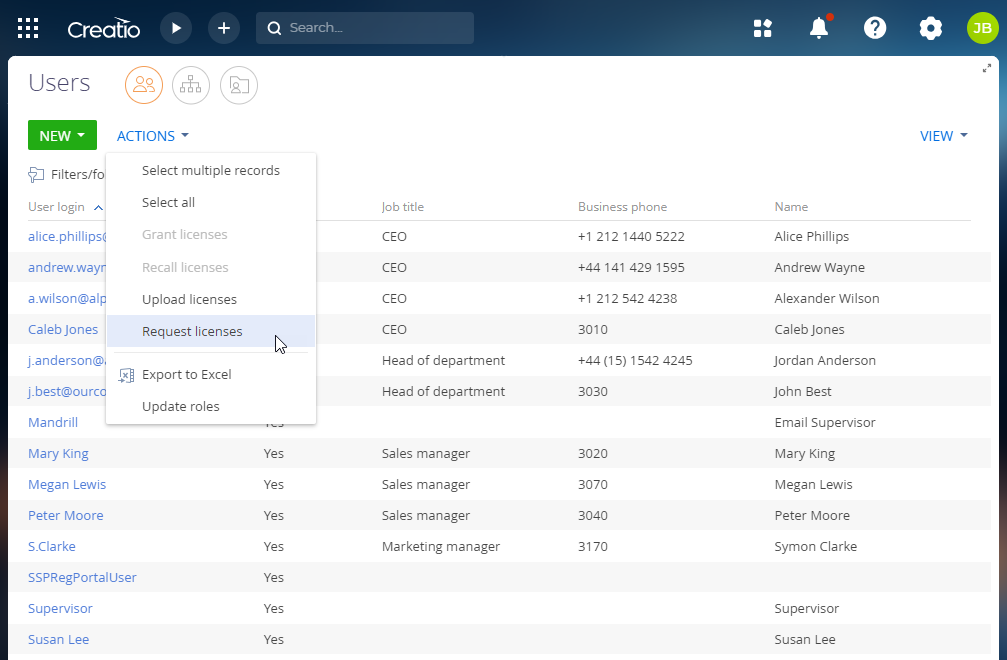 Creatio Search... JB
Users
NEW ACTIONS VIEW
Select multiple records
Filters/fo
Select all
User login Job title Business phone Name
Grant licenses
alice.phillips@ CEO +1 212 1440 5222 Alice Phillips
Recall licenses
andrew.wayn CEO +44 141 429 1595 Andrew Wayne
Upload licenses
a.wilson@alp CEO +1 212 542 4238 Alexander Wilson
Request licenses
Caleb Jones CEO 3010 Caleb Jones
j.anderson@ Head of department +44 (15) 1542 4245 Jordan Anderson
Export to Excel
j.best@ourco Head of department 3030 John Best
Update roles
Mandrill Yes Email Supervisor
Mary King Yes Sales manager 3020 Mary King
Megan Lewis Yes Sales manager 3070 Megan Lewis
Peter Moore Yes Sales manager 3040 Peter Moore
S.Clarke Yes Marketing manager 3170 Symon Clarke
SSPRegPortalUser Yes
Supervisor Yes Supervisor
Susan Lee Yes Susan Lee